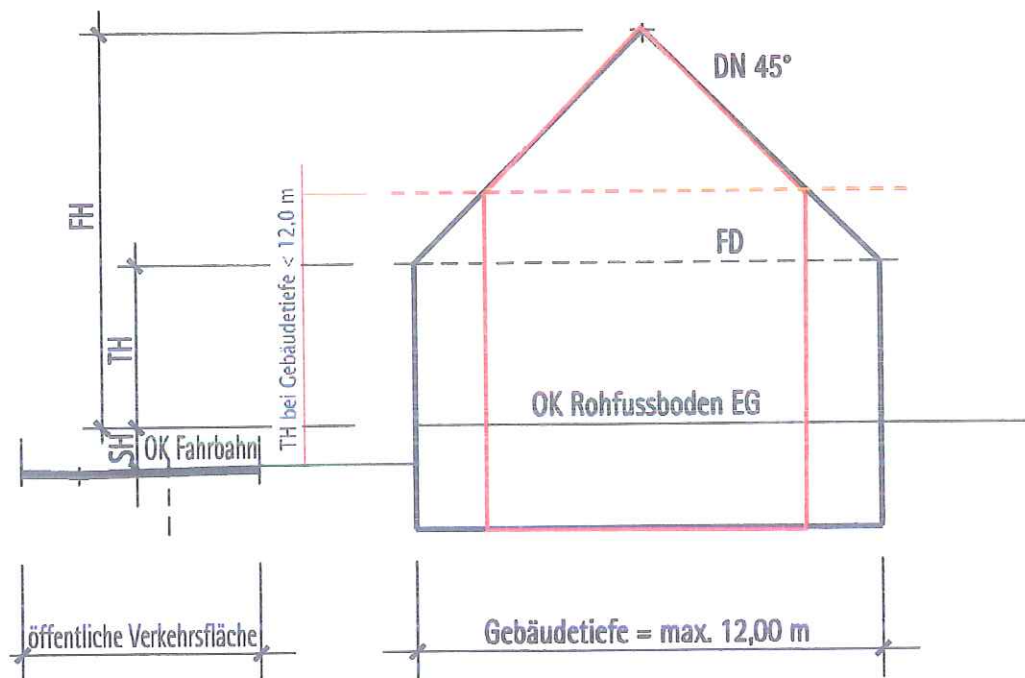 DN 45°
FH
TH bei Gebäudetiefe < 12,0 m
FD
TH
OK Rohfussboden EG
SH
OK Fahrbahn
öffentliche Verkehrsfläche
Gebäudetiefe = max. 12,00 m